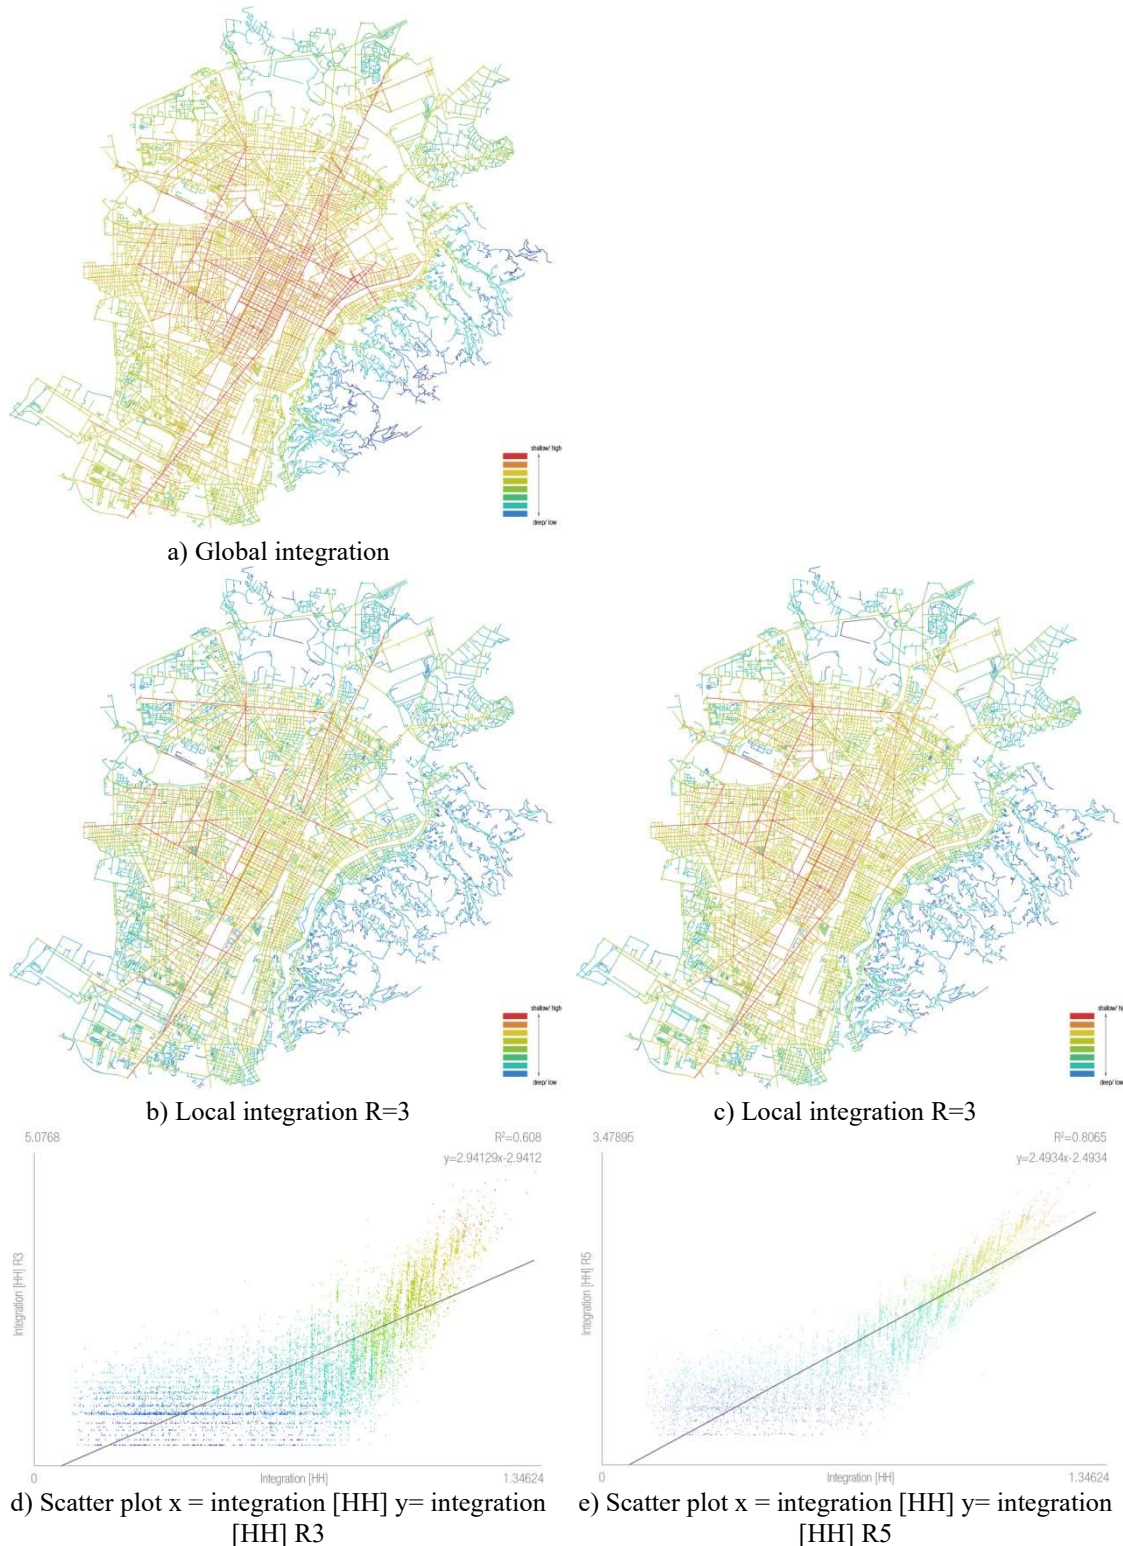 shallow/ high
deep/ low
a) Global integration
shallow/ high
deep/ low
shallow/ high
deep/ low
b) Local integration R=3
c) Local integration R=3
5.0768
R²=0.608
y=2.94129x-2.9412
Integration [HH] R3
0
Integration [HH]
1.34624
3.47895
R²=0.8065
y=2.4934x-2.4934
Integration [HH] R5
0
Integration [HH]
1.34624
d) Scatter plot x = integration [HH] y= integration
[HH] R3
e) Scatter plot x = integration [HH] y= integration
[HH] R5